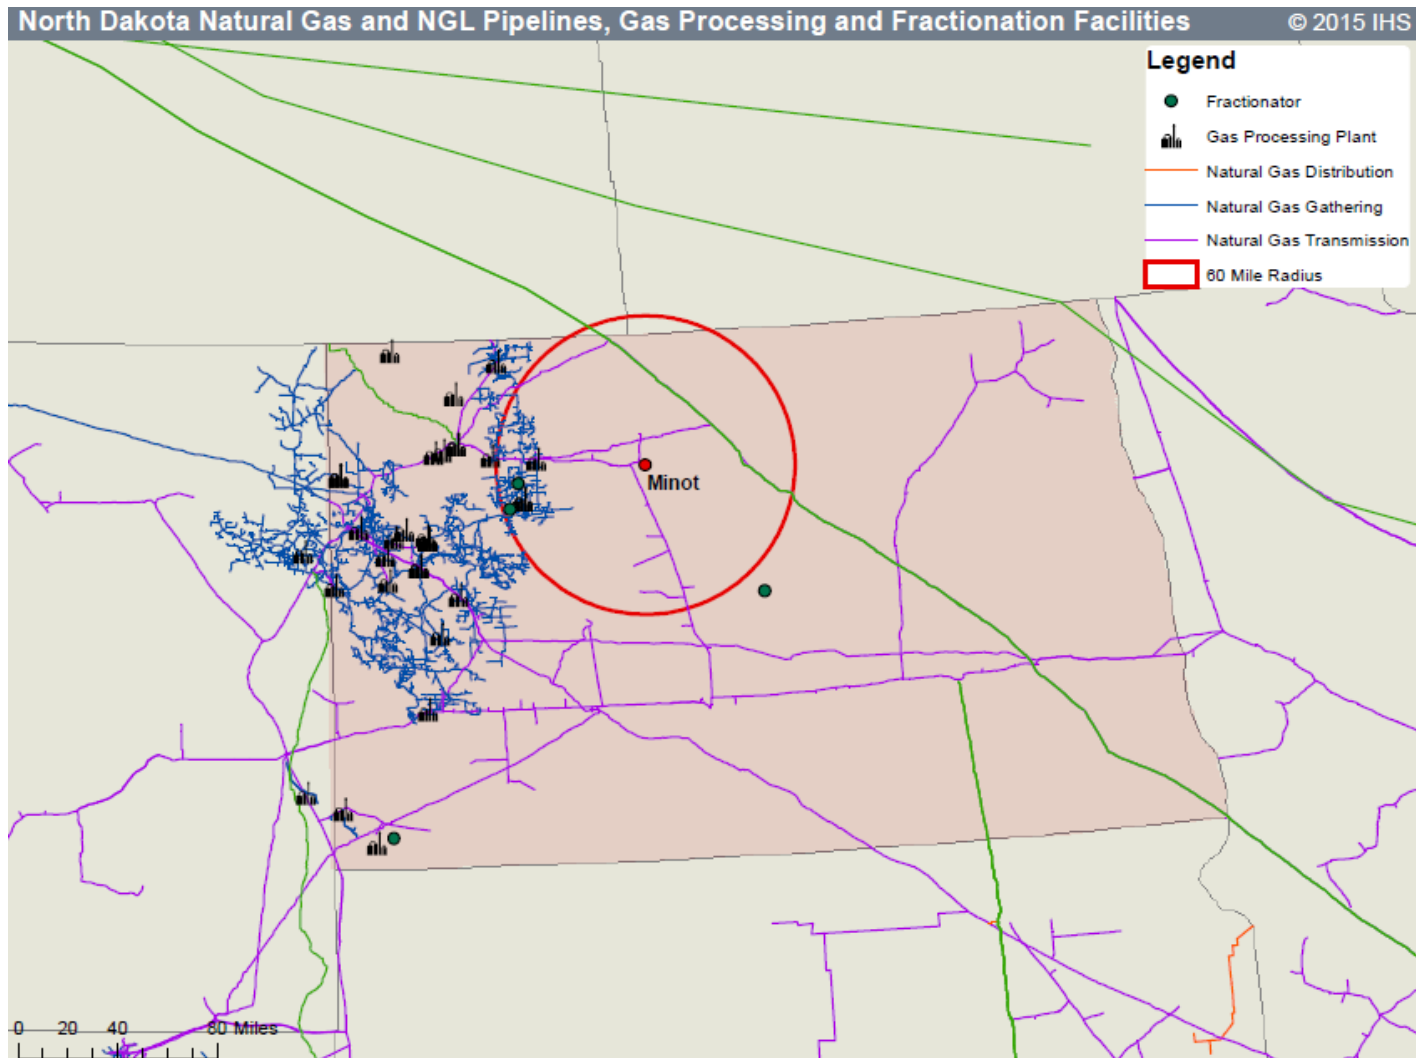 North Dakota Natural Gas and NGL Pipelines, Gas Processing and Fractionation Facilities © 2015 IHS
Legend
Fractionator
Gas Processing Plant
Natural Gas Distribution
Natural Gas Gathering
Natural Gas Transmission
60 Mile Radius
Minot
0 20 40 80 Miles